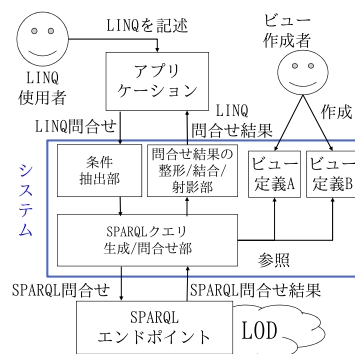 LINQを記述
ビュー
作成者
LINQ
使用者
アプリ
ケーション
作成
LINQ問合せ
LINQ
問合せ結果
システム
条件
抽出部
問合せ結果の
整形/結合/
射影部
ビュー
定義A
ビュー
定義B
SPARQLクエリ
生成/問合せ部
参照
SPARQL問合せ
SPARQL問合せ結果
SPARQL
エンドポイント
LOD